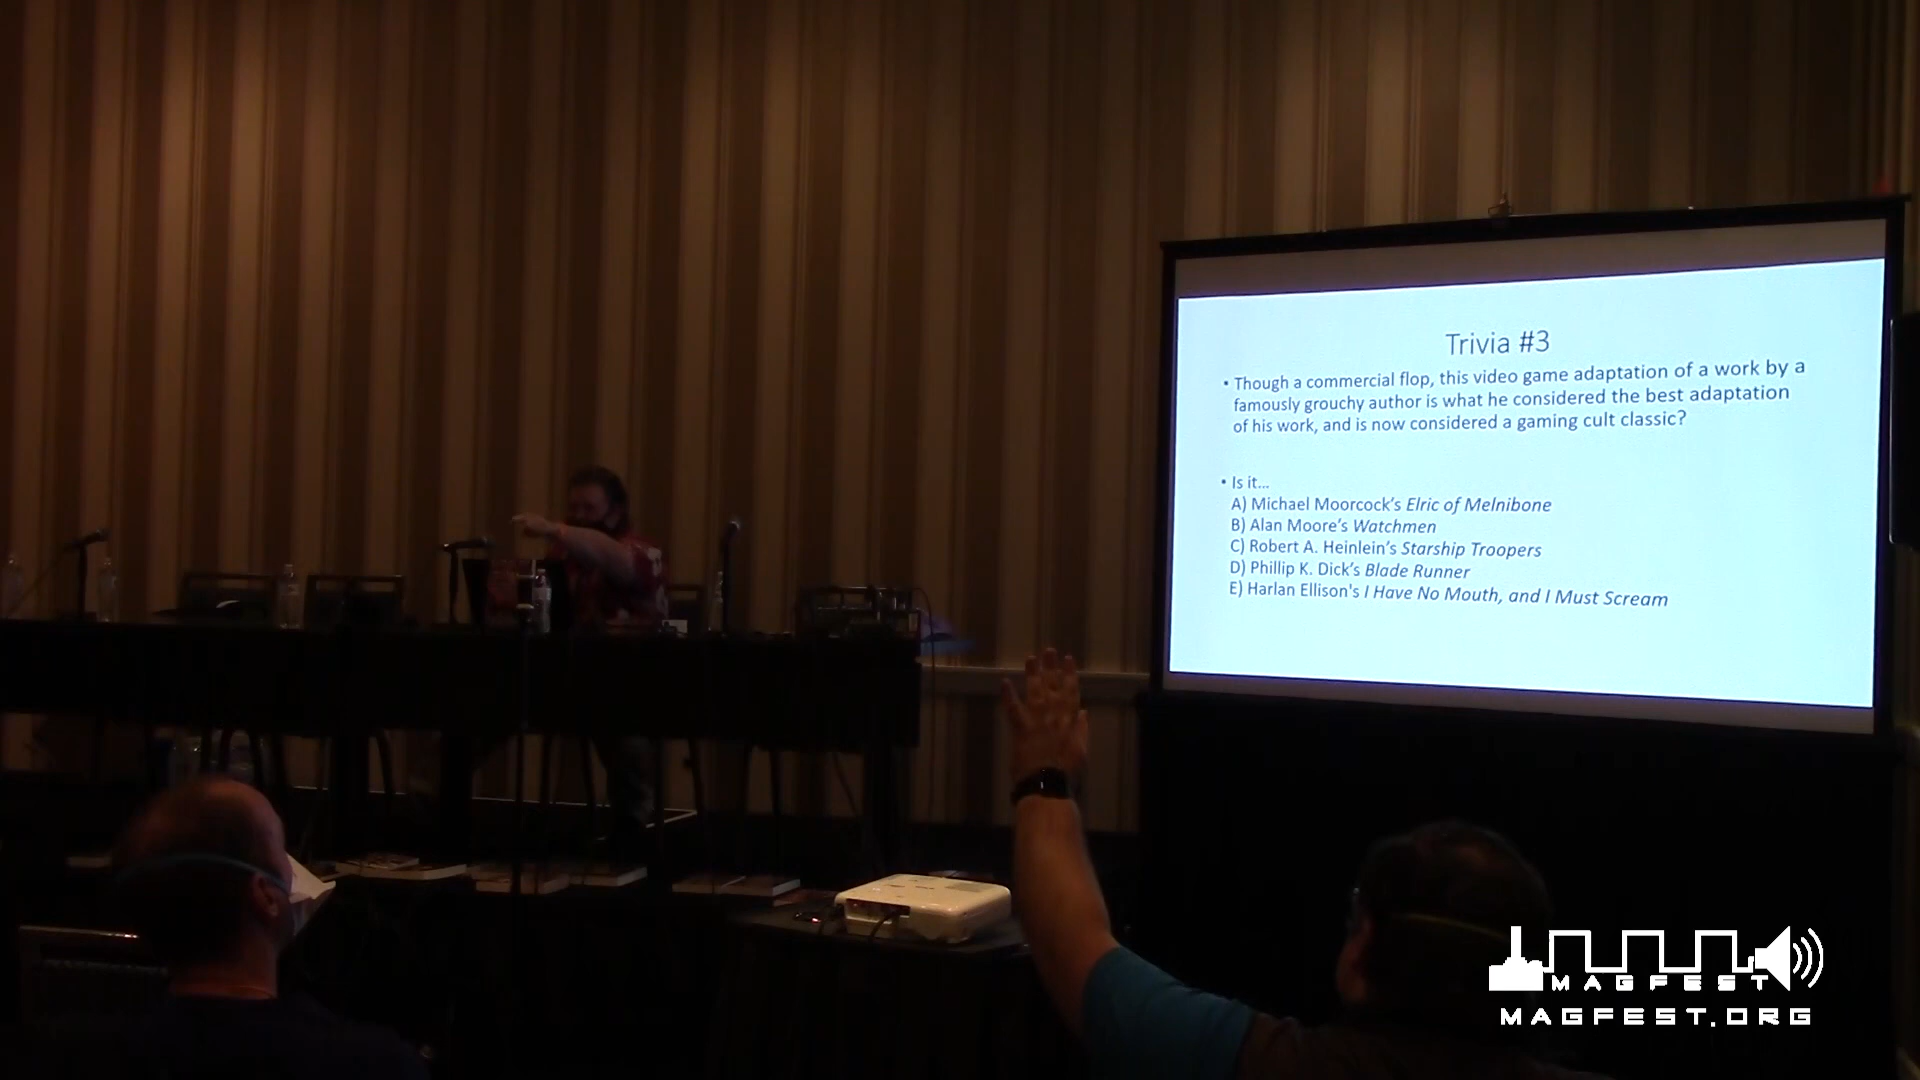 Trivia #3
• Though a commercial flop, this video game adaptation of a work by a
famously grouchy author is what he considered the best adaptation
of his work, and is now considered a gaming cult classic?
• Is it...
A) Michael Moorcock's Elric of Melnibone
B) Alan Moore's Watchmen
C) Robert A. Heinlein's Starship Troopers
D) Phillip K. Dick's Blade Runner
E) Harlan Ellison's I Have No Mouth, and I Must Scream
MAGFEST
MAGFEST.ORG